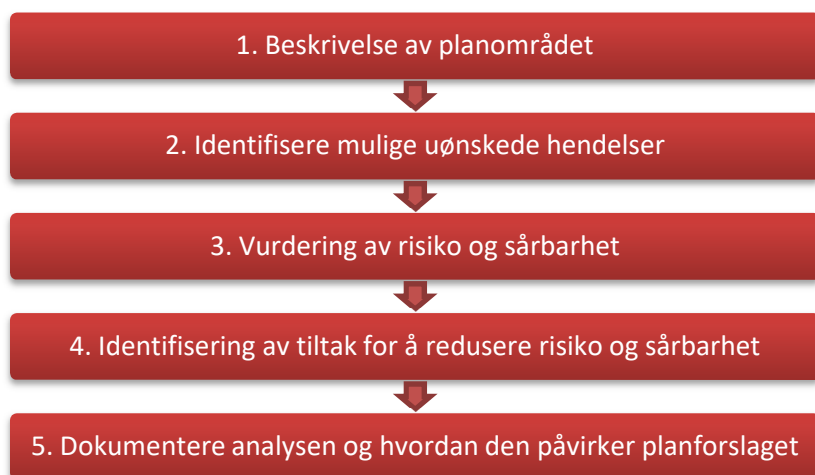 1. Beskrivelse av planområdet
2. Identifisere mulige uønskede hendelser
3. Vurdering av risiko og sårbarhet
4. Identifisering av tiltak for å redusere risiko og sårbarhet
5. Dokumentere analysen og hvordan den påvirker planforslaget